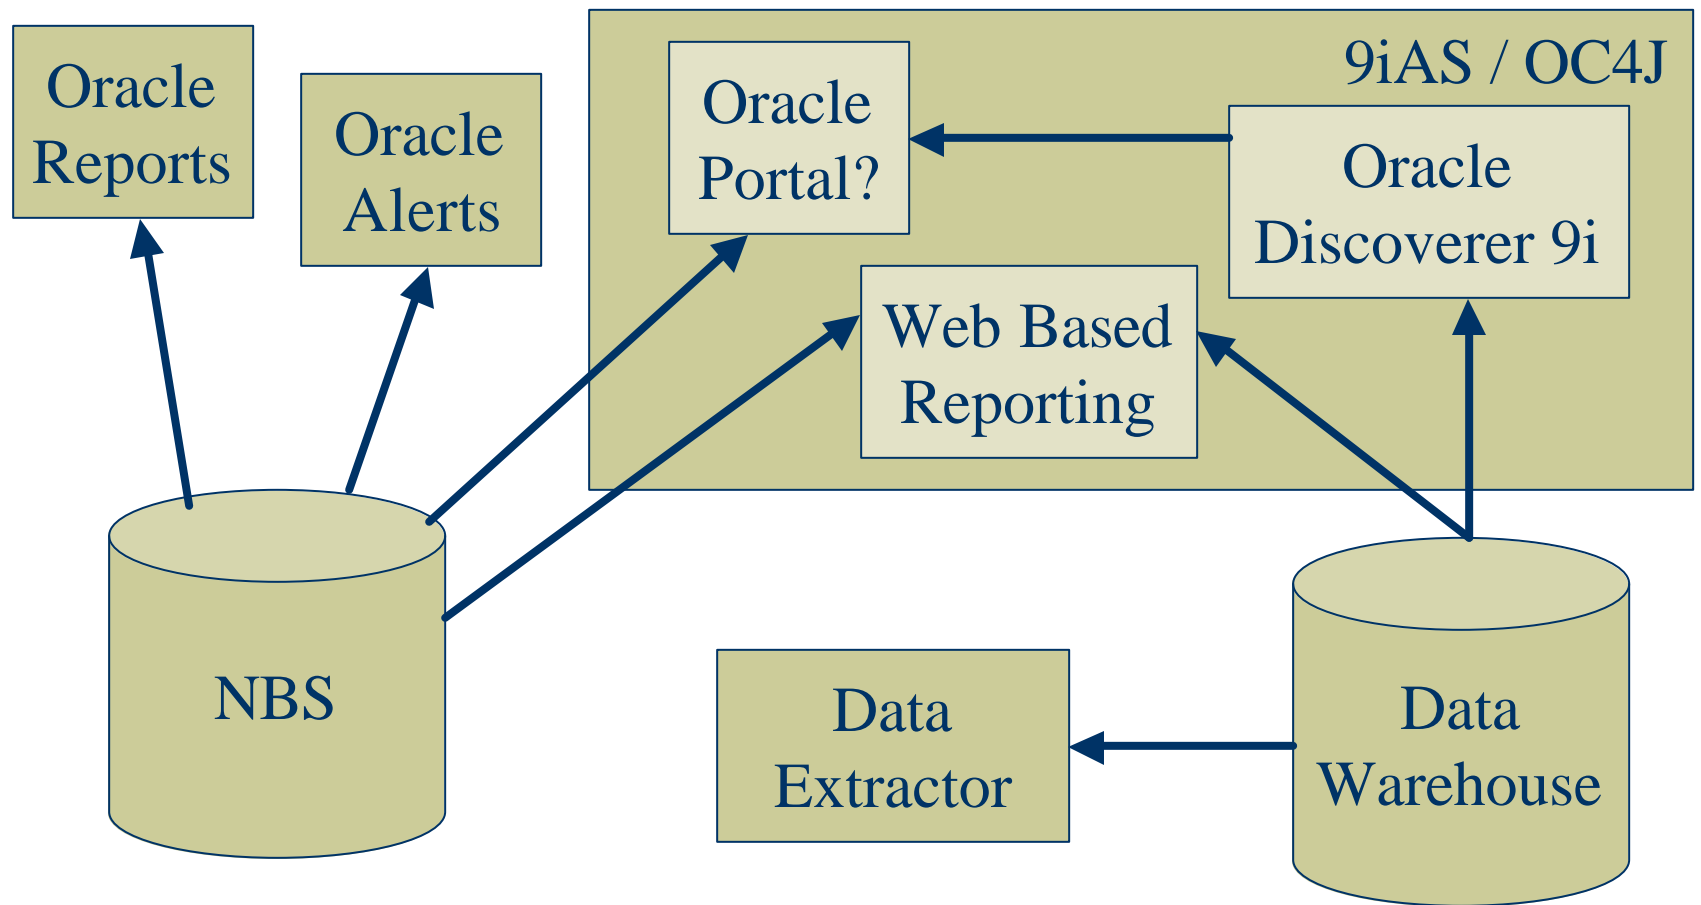 Oracle
Reports
Oracle
Alerts
9iAS / OC4J
Oracle
Portal?
Oracle
Discoverer 9i
Web Based
Reporting
NBS
Data
Extractor
Data
Warehouse